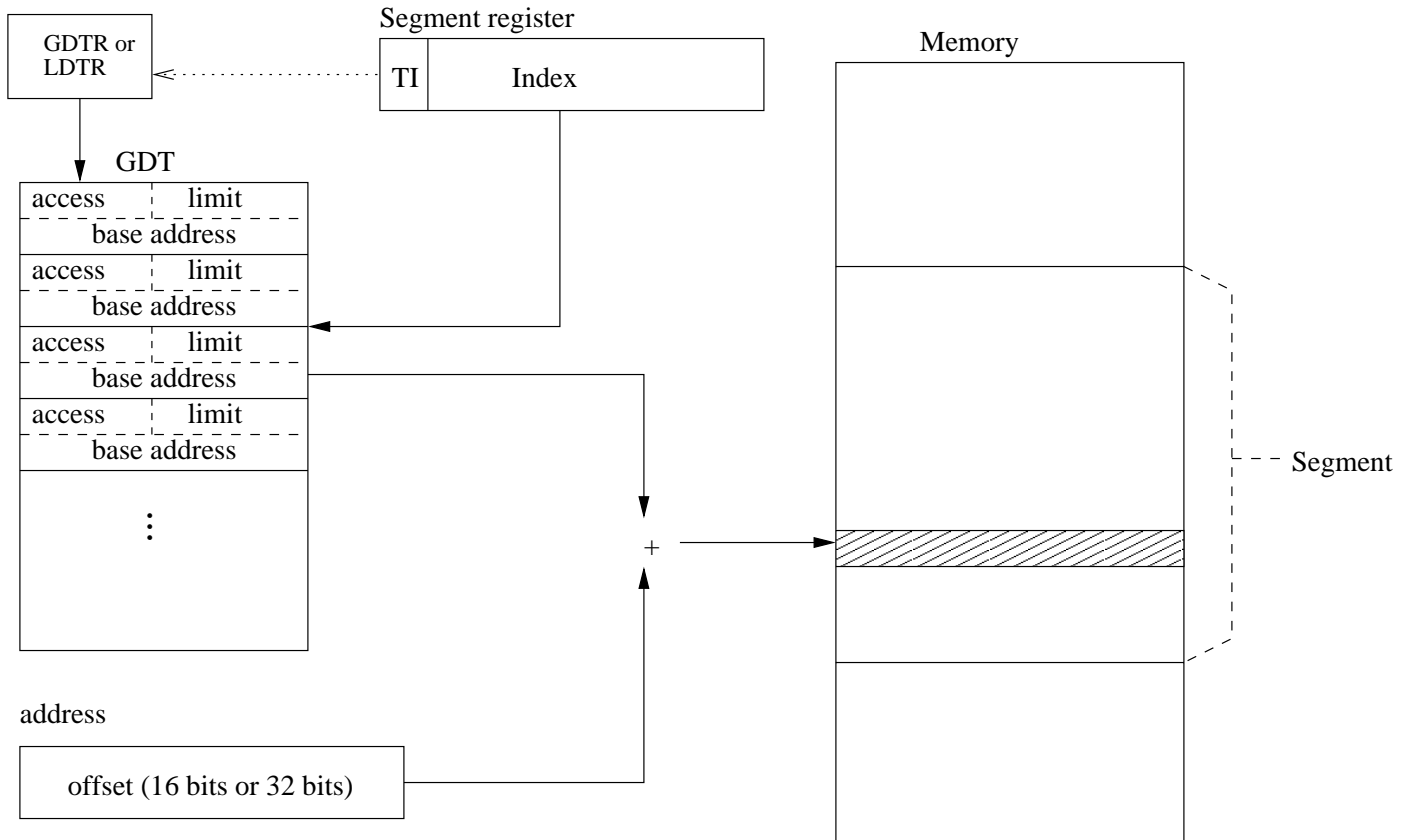 Segment register
GDTR or
LDTR
TI Index
Memory
GDT
access limit
base address
access limit
base address
access limit
base address
access limit
base address
Segment
+
address
offset (16 bits or 32 bits)